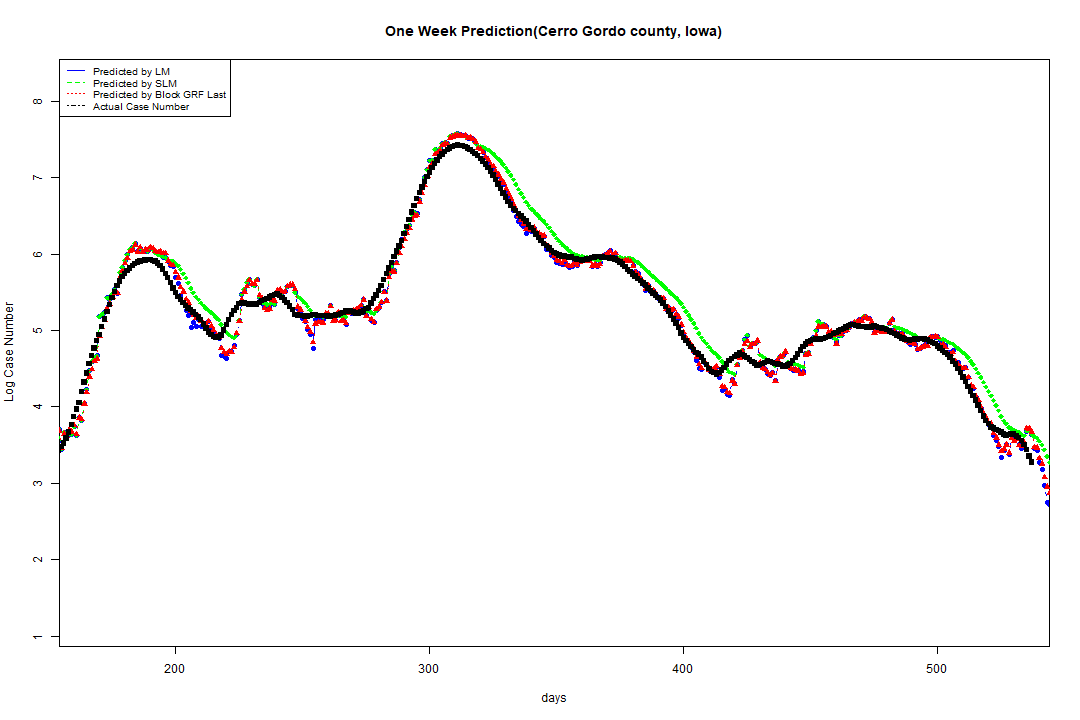 One Week Prediction(Cerro Gordo county, Iowa)
Predicted by LM
Predicted by SLM
Predicted by Block GRF Last
Actual Case Number
8
7
6
5
4
3
2
1
Log Case Number
200 300 400 500
days